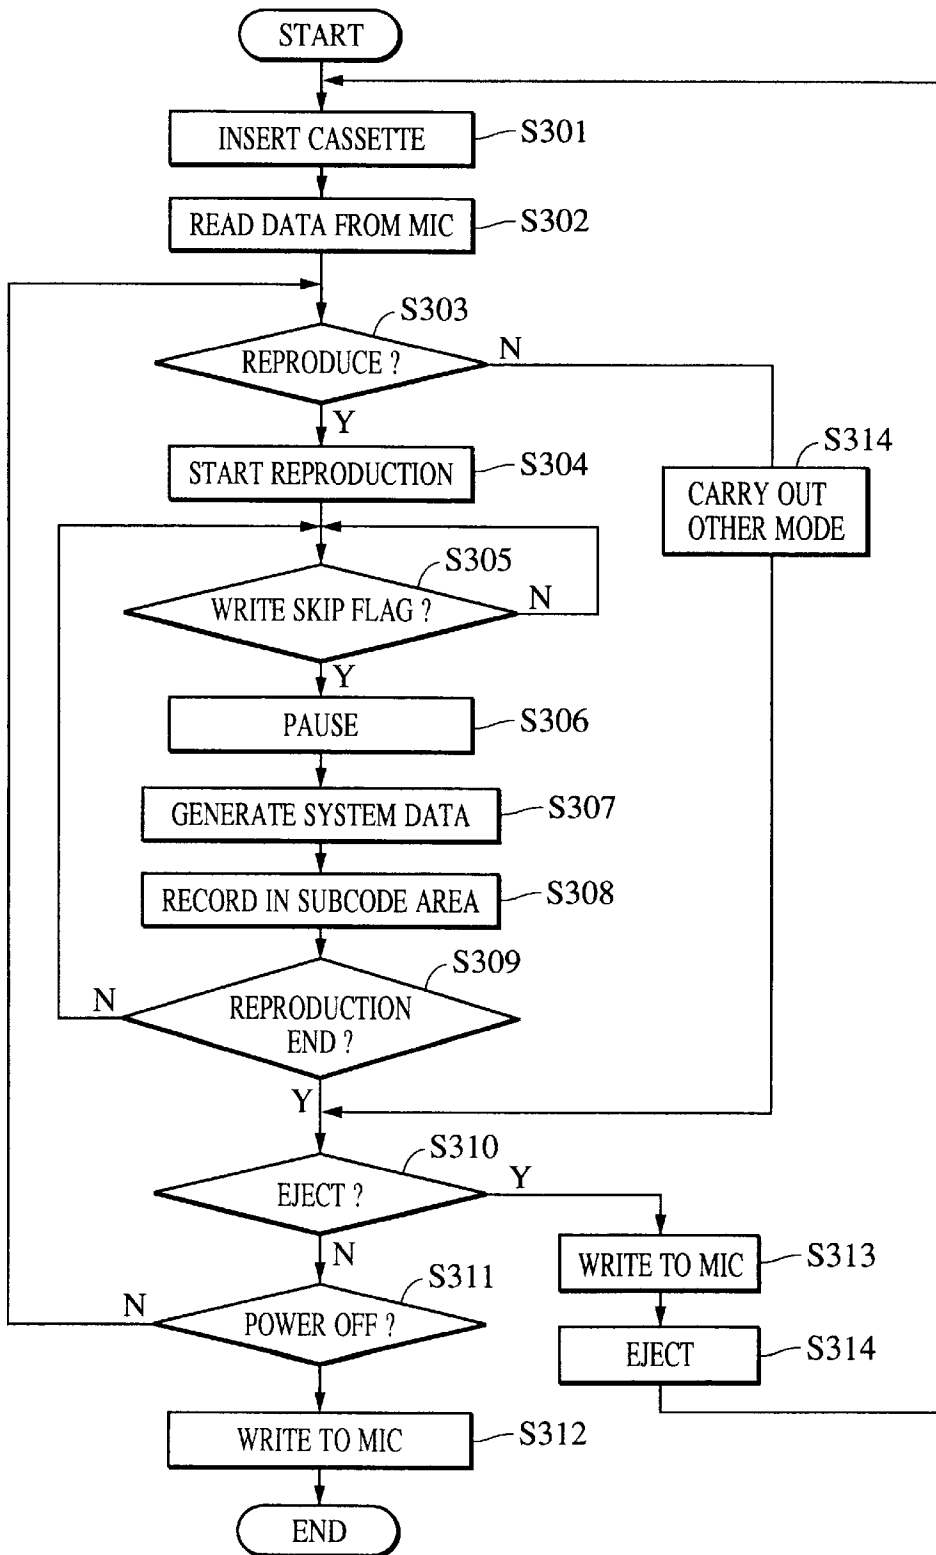 START
INSERT CASSETTE
S301
READ DATA FROM MIC
S302
S303
REPRODUCE ?
N
Y
START REPRODUCTION
S304
S314
CARRY OUT
OTHER MODE
S305
WRITE SKIP FLAG ?
N
Y
PAUSE
S306
GENERATE SYSTEM DATA
S307
RECORD IN SUBCODE AREA
S308
S309
N
REPRODUCTION
END ?
Y
S310
EJECT ?
Y
N
WRITE TO MIC
S313
S311
N
POWER OFF ?
EJECT
S314
WRITE TO MIC
S312
END